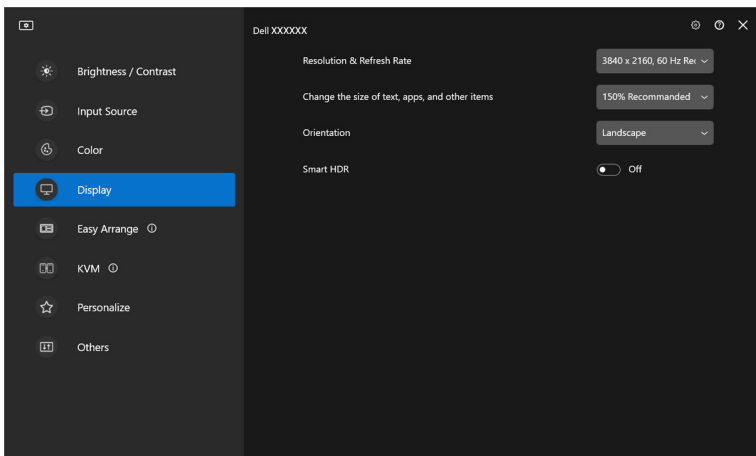 Dell XXXXXX
Brightness / Contrast
Input Source
Color
Display
Easy Arrange
KVM
Personalize
Others
Resolution & Refresh Rate
3840 x 2160, 60 Hz Rec
Change the size of text, apps, and other items
150% Recommanded
Orientation
Landscape
Smart HDR
Off